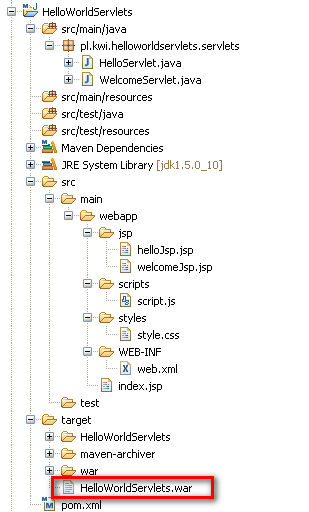 HelloWorldServlets
src/main/java
pl.kwi.helloworldservlets.servlets
HelloServlet.java
WelcomeServlet.java
src/main/resources
src/test/java
src/test/resources
Maven Dependencies
JRE System Library [jdk1.5.0_10]
src
main
webapp
jsp
helloJsp.jsp
welcomeJsp.jsp
scripts
script.js
styles
style.css
WEB-INF
web.xml
index.jsp
test
target
HelloWorldServlets
maven-archiver
war
HelloWorldServlets.war
pom.xml